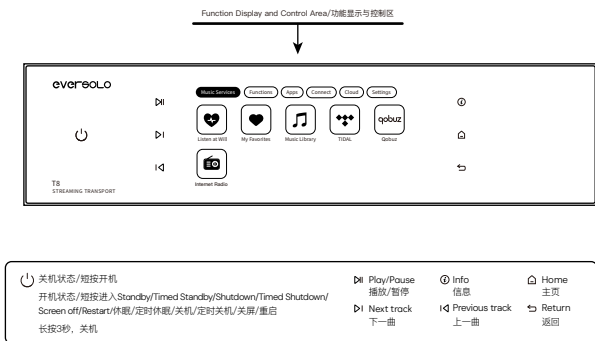 Function Display and Control Area/功能显示与控制区
eversolo
Music Services Functions Apps Connect Cloud Settings
qobuz
Listen at Will My Favorites Music Library TIDAL Qobuz
Internet Radio
T8
STREAMING TRANSPORT
关机状态/短按开机
开机状态/短按进入Standby/Timed Standby/Shutdown/Timed Shutdown/
Screen off/Restart/休眠/定时休眠/关机/定时关机/关屏/重启
长按3秒，关机
Play/Pause
播放/暂停
Next track
下一曲
Info
信息
Previous track
上一曲
Home
主页
Return
返回